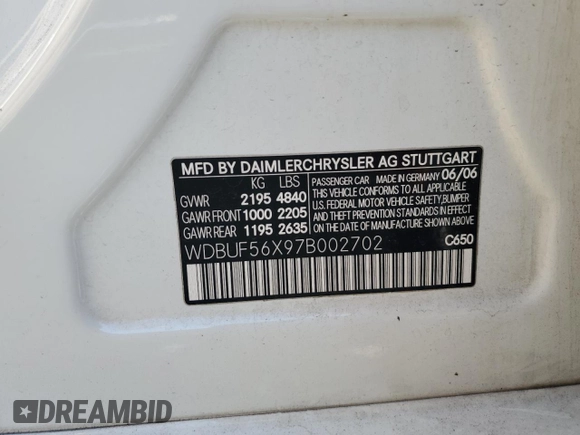 MFD BY DAIMLERCHRYSLER AG STUTTGART
KG LBS
GVWR 2195 4840
GAWR FRONT 1000 2205
GAWR REAR 1195 2635
PASSENGER CAR MADE IN GERMANY 06/06
THIS VEHICLE CONFORMS TO ALL APPLICABLE
U.S. FEDERAL MOTOR VEHICLE SAFETY, BUMPER,
AND THEFT PREVENTION STANDARDS IN EFFECT
ON THE DATE OF MANUFACTURE SHOWN ABOVE.
WDBUF56X97B002702 C650
DREAMBID